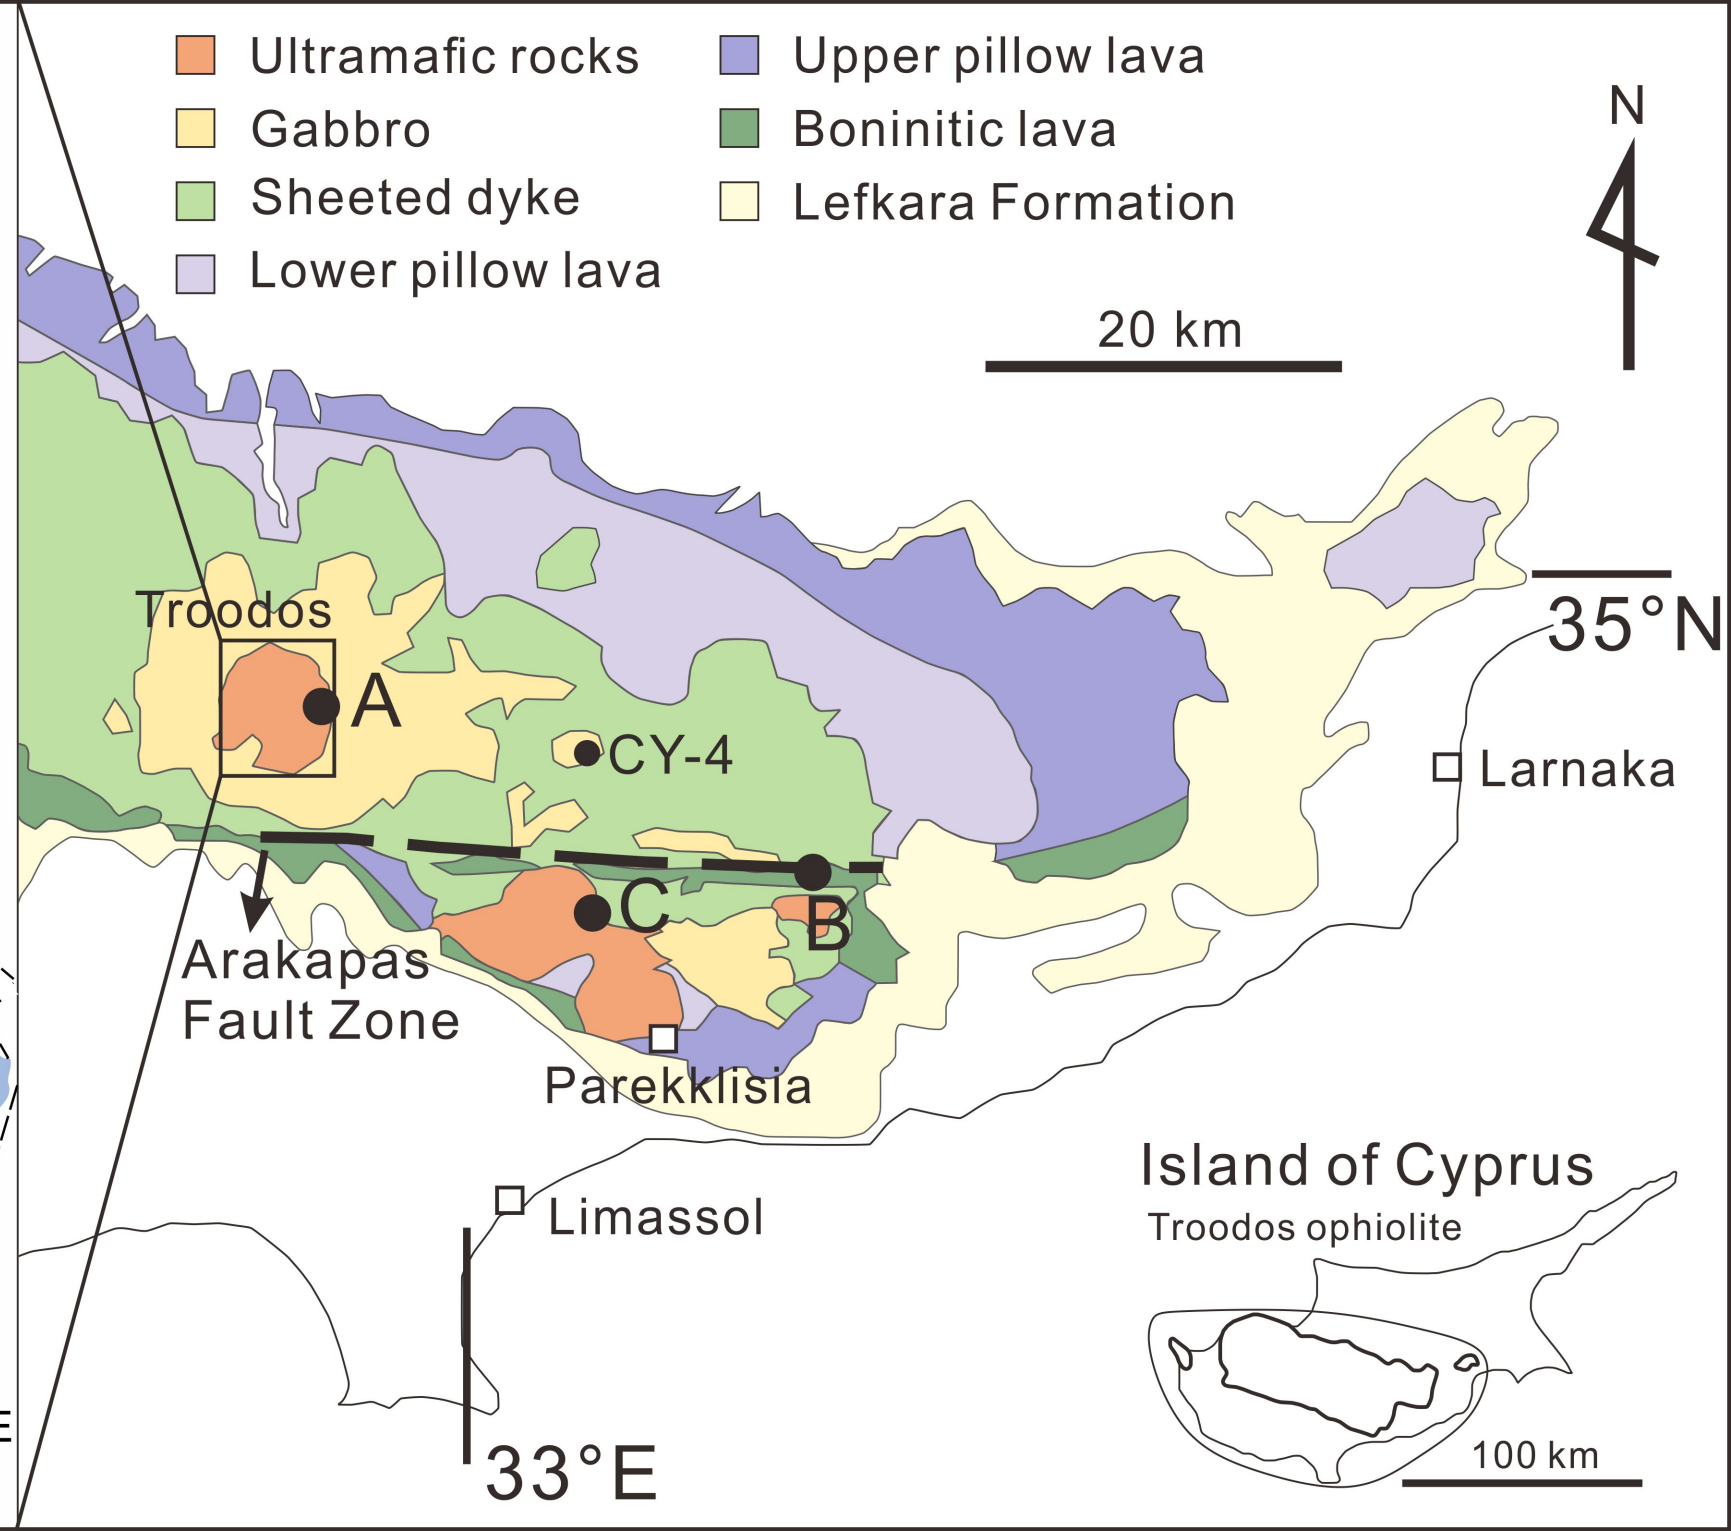 Ultramafic rocks
Gabbro
Sheeted dyke
Lower pillow lava
Upper pillow lava
Boninitic lava
Lefkara Formation
N
20 km
35°N
Troodos
A
CY-4
Larnaka
C
B
Arakapas
Fault Zone
Parekklisia
Limassol
33°E
Island of Cyprus
Troodos ophiolite
100 km
E